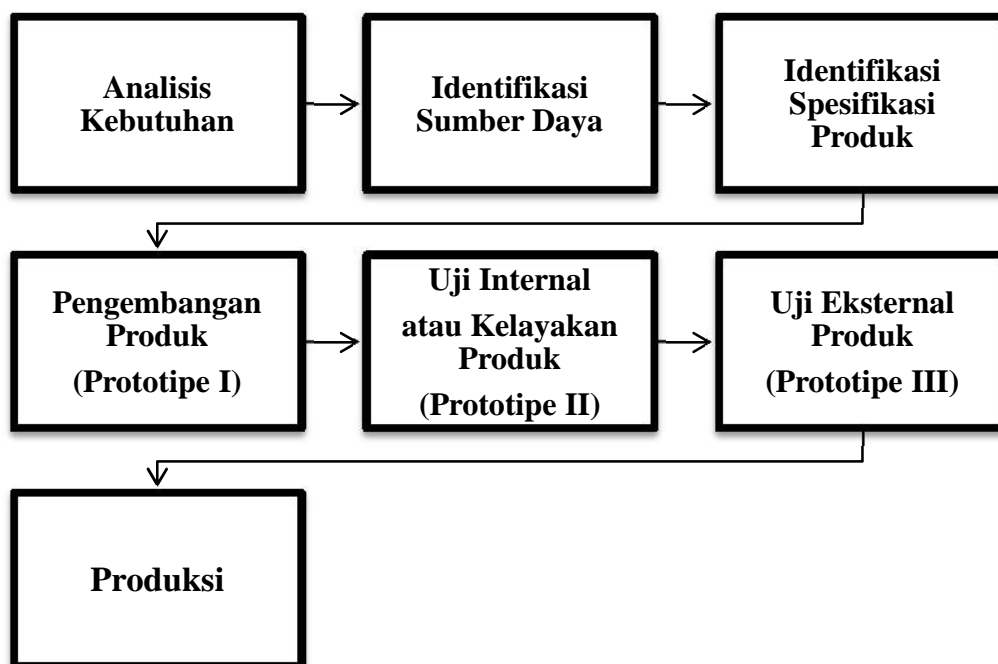 Analisis
Kebutuhan
Identifikasi
Sumber Daya
Identifikasi
Spesifikasi
Produk
Pengembangan
Produk
(Prototipe I)
Uji Internal
atau Kelayakan
Produk
(Prototipe II)
Uji Eksternal
Produk
(Prototipe III)
Produksi